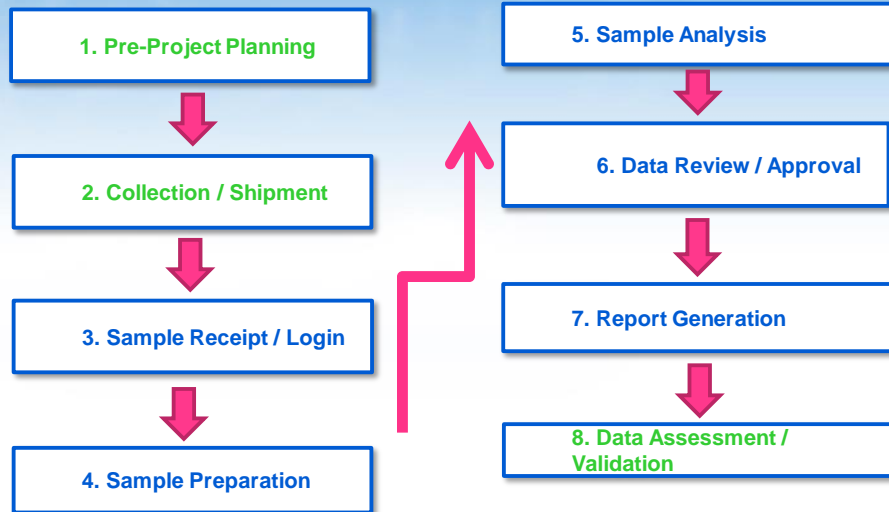 1. Pre-Project Planning
2. Collection / Shipment
3. Sample Receipt / Login
4. Sample Preparation
5. Sample Analysis
6. Data Review / Approval
7. Report Generation
8. Data Assessment /
Validation